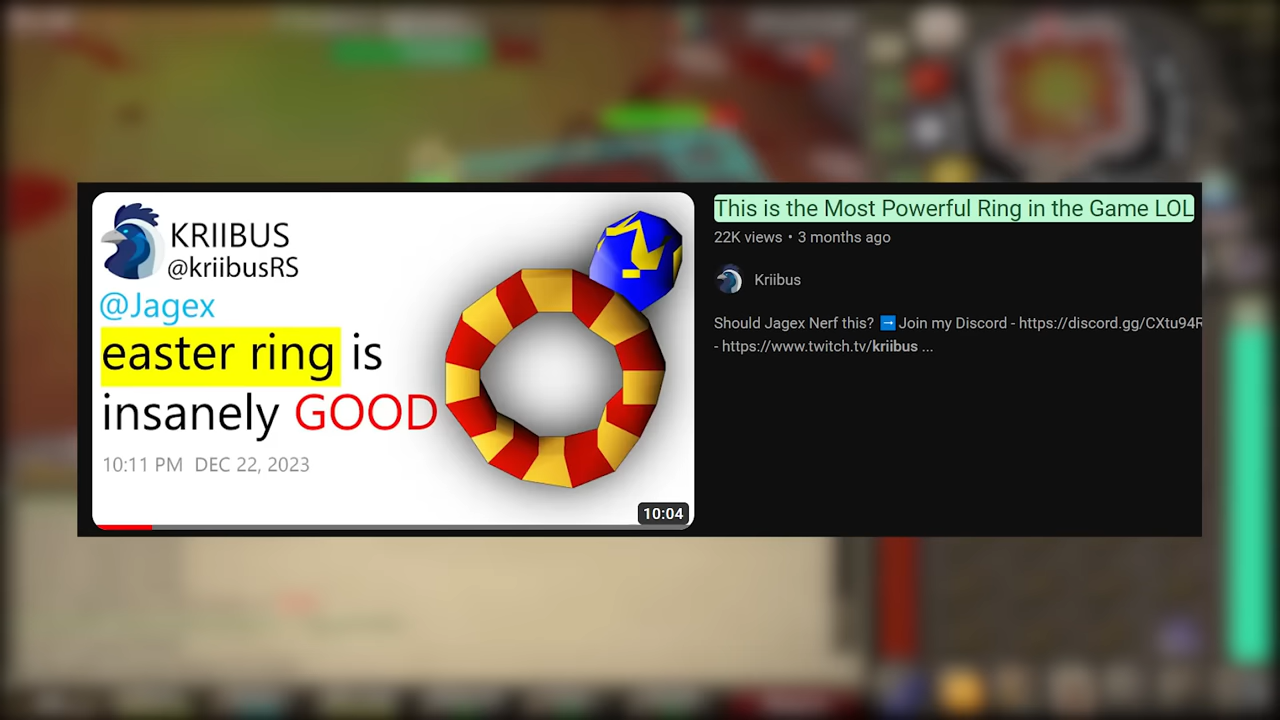 KRIIBUS
@kriibusRS
@Jagex
easter ring is
insanely GOOD
10:11 PM DEC 22, 2023
10:04
This is the Most Powerful Ring in the Game LOL
22K views • 3 months ago
Kriibus
Should Jagex Nerf this? ➡️Join my Discord - https://discord.gg/CXtu94R
- https://www.twitch.tv/kriibus ...